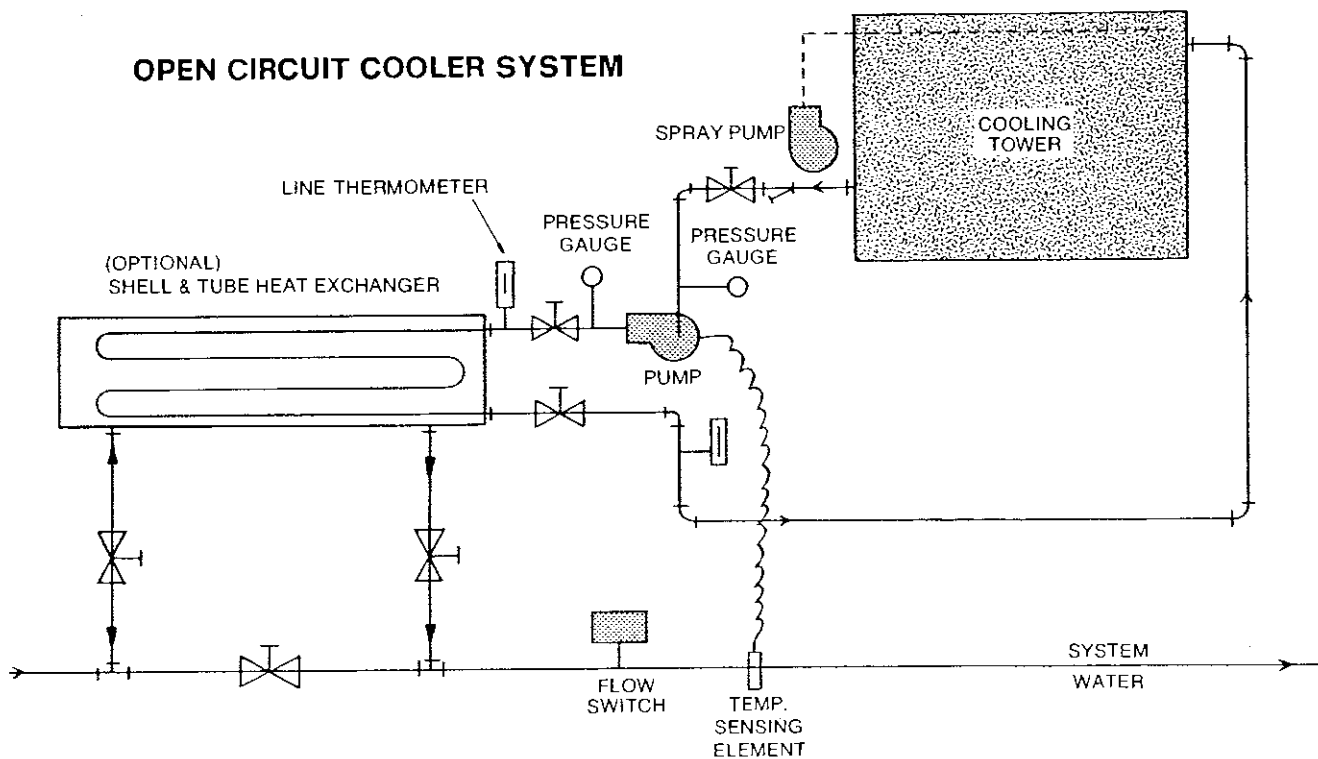 OPEN CIRCUIT COOLER SYSTEM
SPRAY PUMP
COOLING
TOWER
LINE THERMOMETER
PRESSURE
GAUGE
PRESSURE
GAUGE
(OPTIONAL)
SHELL & TUBE HEAT EXCHANGER
PUMP
FLOW
SWITCH
TEMP.
SENSING
ELEMENT
SYSTEM
WATER